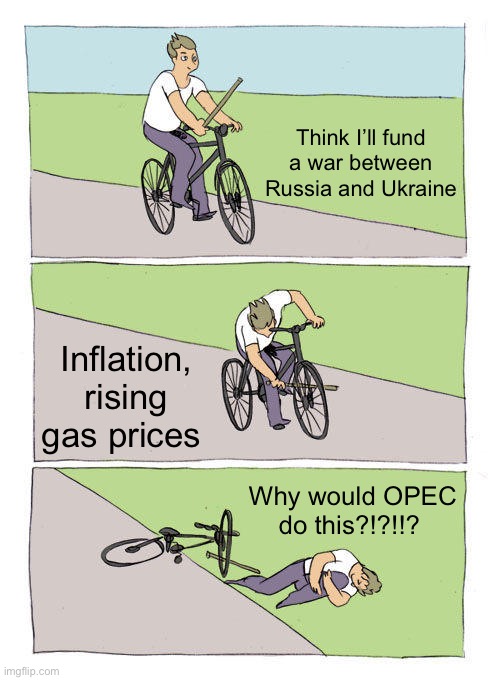 Think I’ll fund
a war between
Russia and Ukraine
Inflation,
rising
gas prices
Why would OPEC
do this?!?!!?
imgflip.com